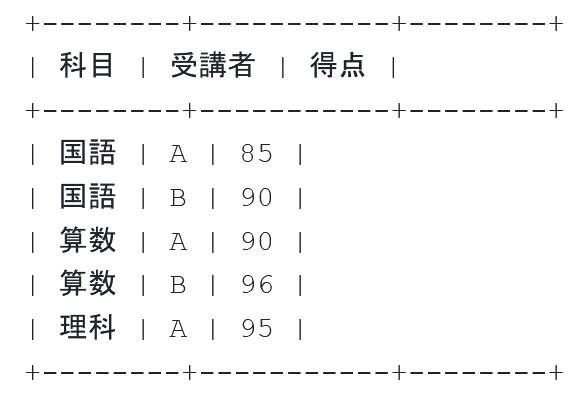 +--------+-----------+--------+
| 科目 | 受講者 | 得点 |
+--------+-----------+--------+
| 国語 | A | 85 |
| 国語 | B | 90 |
| 算数 | A | 90 |
| 算数 | B | 96 |
| 理科 | A | 95 |
+--------+-----------+--------+